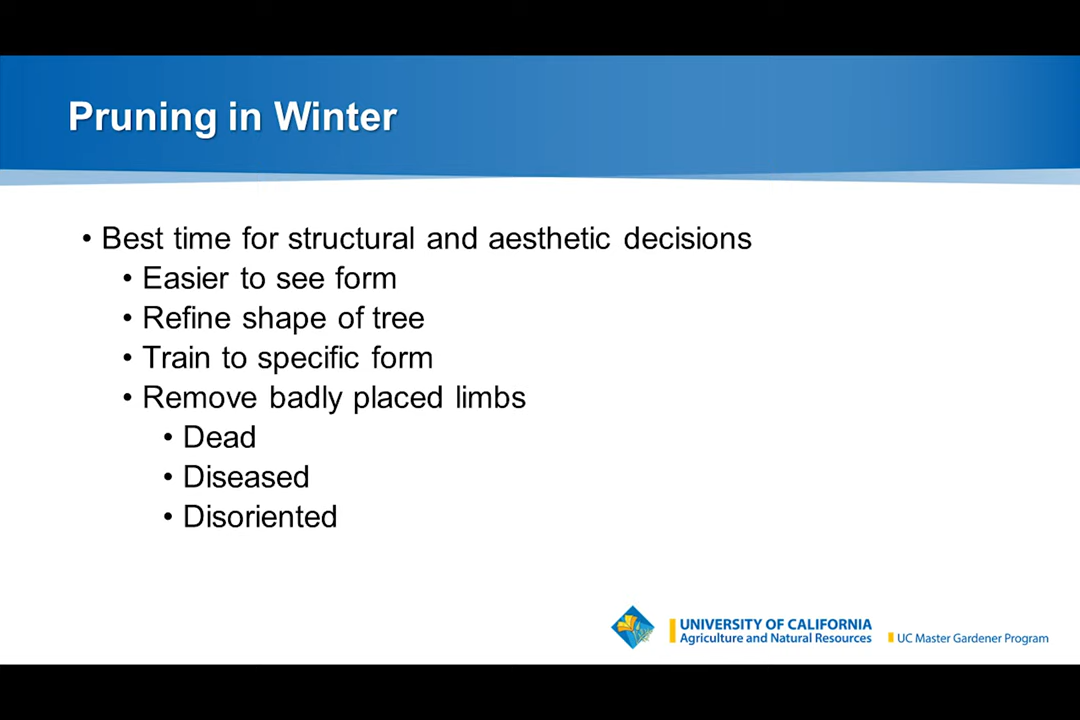 Pruning in Winter
• Best time for structural and aesthetic decisions
• Easier to see form
• Refine shape of tree
• Train to specific form
• Remove badly placed limbs
• Dead
• Diseased
• Disoriented
UNIVERSITY OF CALIFORNIA
Agriculture and Natural Resources
UC Master Gardener Program